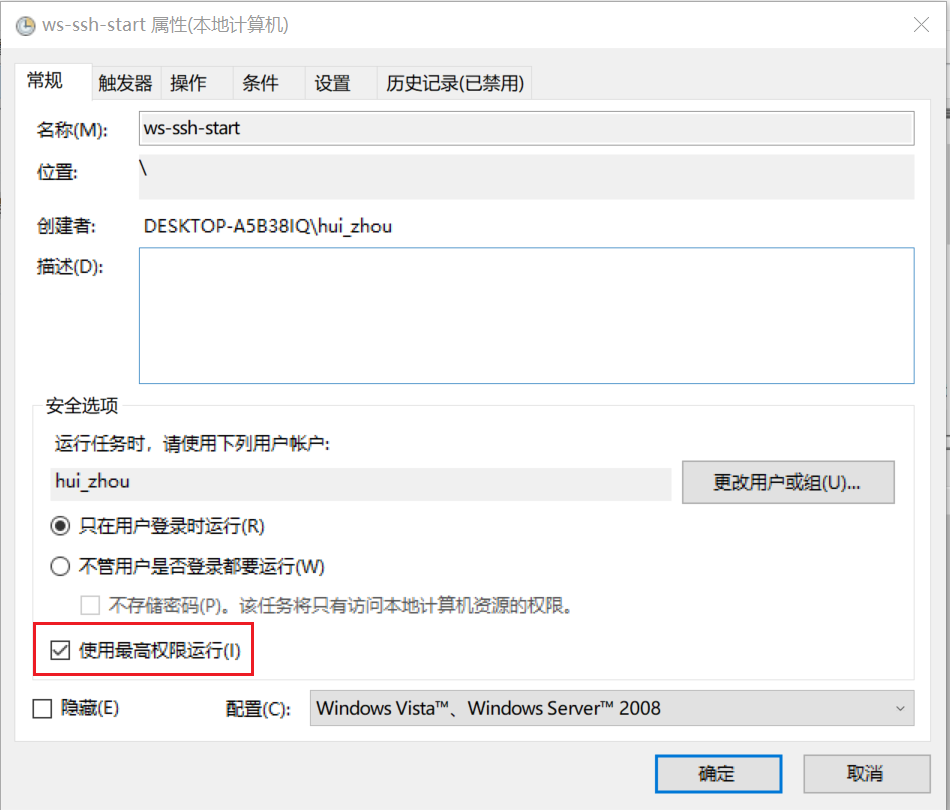 ws-ssh-start 属性(本地计算机)
常规 触发器 操作 条件 设置 历史记录(已禁用)
名称(M): ws-ssh-start
位置: \
创建者: DESKTOP-A5B38IQ\hui_zhou
描述(D):
安全选项
运行任务时，请使用下列用户帐户:
hui_zhou 更改用户或组(U)...
只在用户登录时运行(R)
不管用户是否登录都要运行(W)
不存储密码(P)。该任务将只有访问本地计算机资源的权限。
使用最高权限运行(I)
隐藏(E) 配置(C): Windows Vista™、Windows Server™ 2008
确定 取消